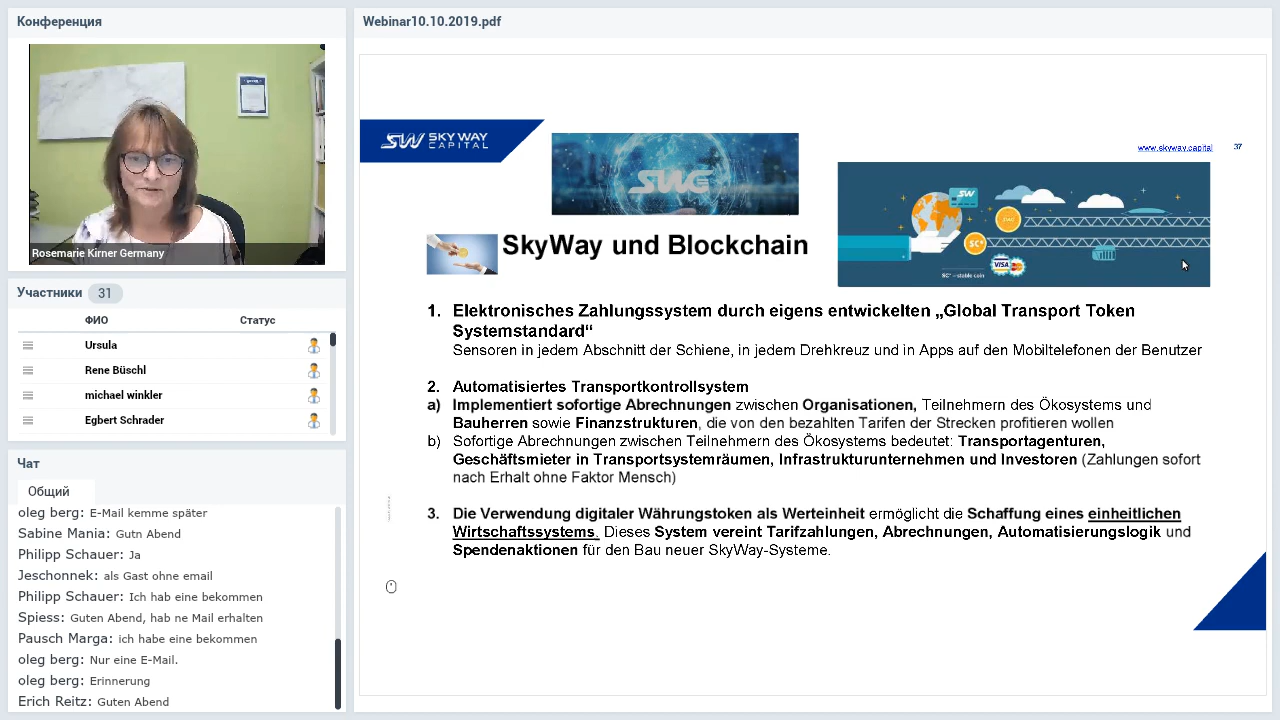 Конференция
Rosemarie Kirner Germany
Участники 31
ФИО Статус
Ursula
Rene Büschl
michael winkler
Egbert Schrader
Чат
Общий
oleg berg: E-Mail kemme später
Sabine Mania: Gutn Abend
Philipp Schauer: Ja
Jeschonnek: als Gast ohne email
Philipp Schauer: Ich hab eine bekommen
Spiess: Guten Abend, hab ne Mail erhalten
Pausch Marga: ich habe eine bekommen
oleg berg: Nur eine E-Mail.
oleg berg: Erinnerung
Erich Reitz: Guten Abend
Webinar10.10.2019.pdf
SW SKY WAY
CAPITAL
SWG
www.skyway.capital 37
SW
SC*
VISA
SC* - stable coin
SkyWay und Blockchain
1. Elektronisches Zahlungssystem durch eigens entwickelten „Global Transport Token
Systemstandard“
Sensoren in jedem Abschnitt der Schiene, in jedem Drehkreuz und in Apps auf den Mobiltelefonen der Benutzer
2. Automatisiertes Transportkontrollsystem
a) Implementiert sofortige Abrechnungen zwischen Organisationen, Teilnehmern des Ökosystems und
Bauherren sowie Finanzstrukturen, die von den bezahlten Tarifen der Strecken profitieren wollen
b) Sofortige Abrechnungen zwischen Teilnehmern des Ökosystems bedeutet: Transportagenturen,
Geschäftsmieter in Transportsystemräumen, Infrastrukturunternehmen und Investoren (Zahlungen sofort
nach Erhalt ohne Faktor Mensch)
3. Die Verwendung digitaler Währungstoken als Werteinheit ermöglicht die Schaffung eines einheitlichen
Wirtschaftssystems. Dieses System vereint Tarifzahlungen, Abrechnungen, Automatisierungslogik und
Spendenaktionen für den Bau neuer SkyWay-Systeme.